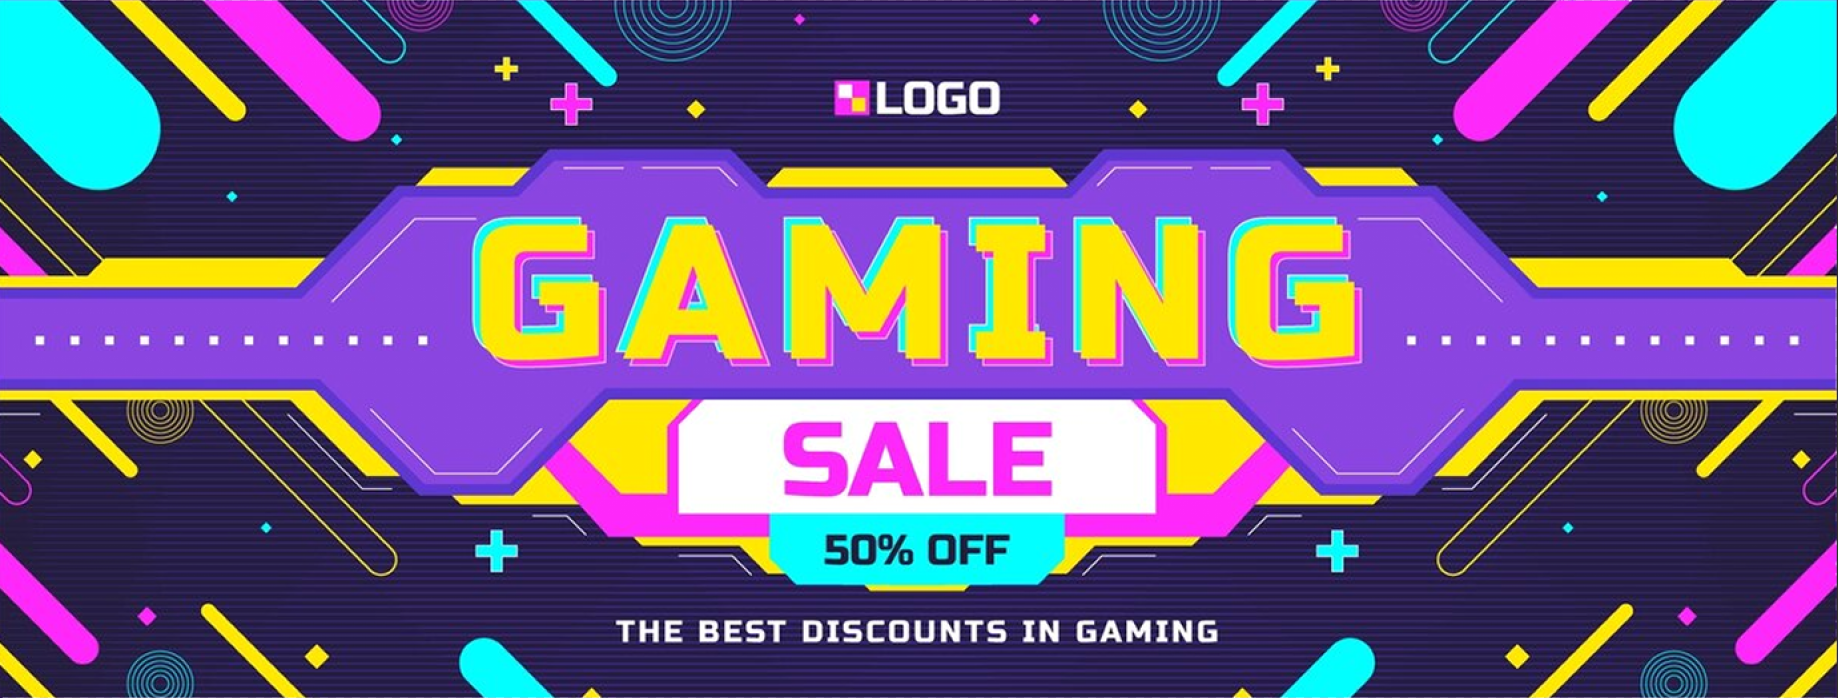 LOGO
GAMING
SALE
50% OFF
THE BEST DISCOUNTS IN GAMING